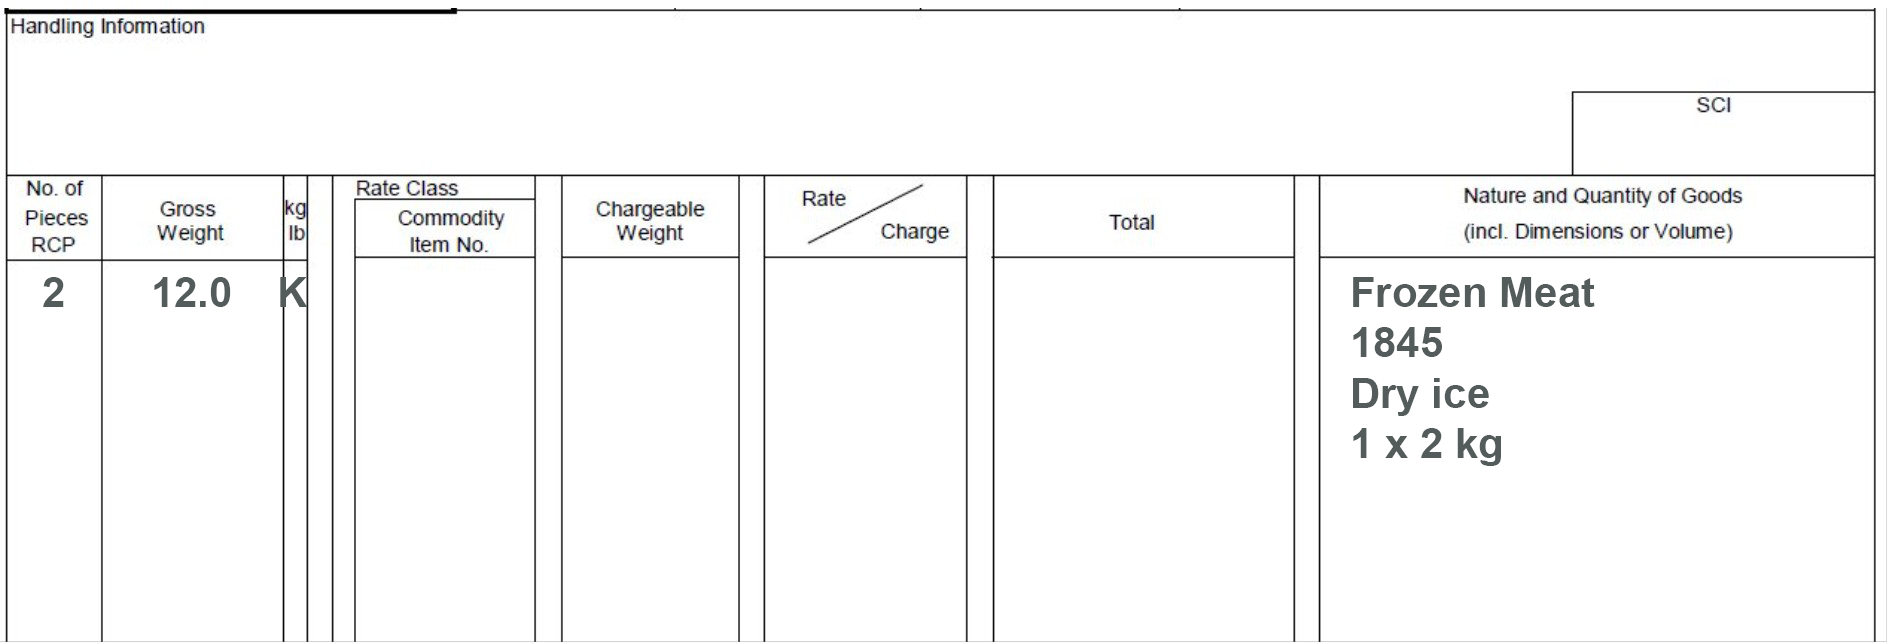 Handling Information
SCI
No. of
Pieces
RCP
Gross
Weight
kg
lb
Rate Class
Commodity
Item No.
Chargeable
Weight
Rate
Charge
Total
Nature and Quantity of Goods
(incl. Dimensions or Volume)
2
12.0
K
Frozen Meat
1845
Dry ice
1 x 2 kg